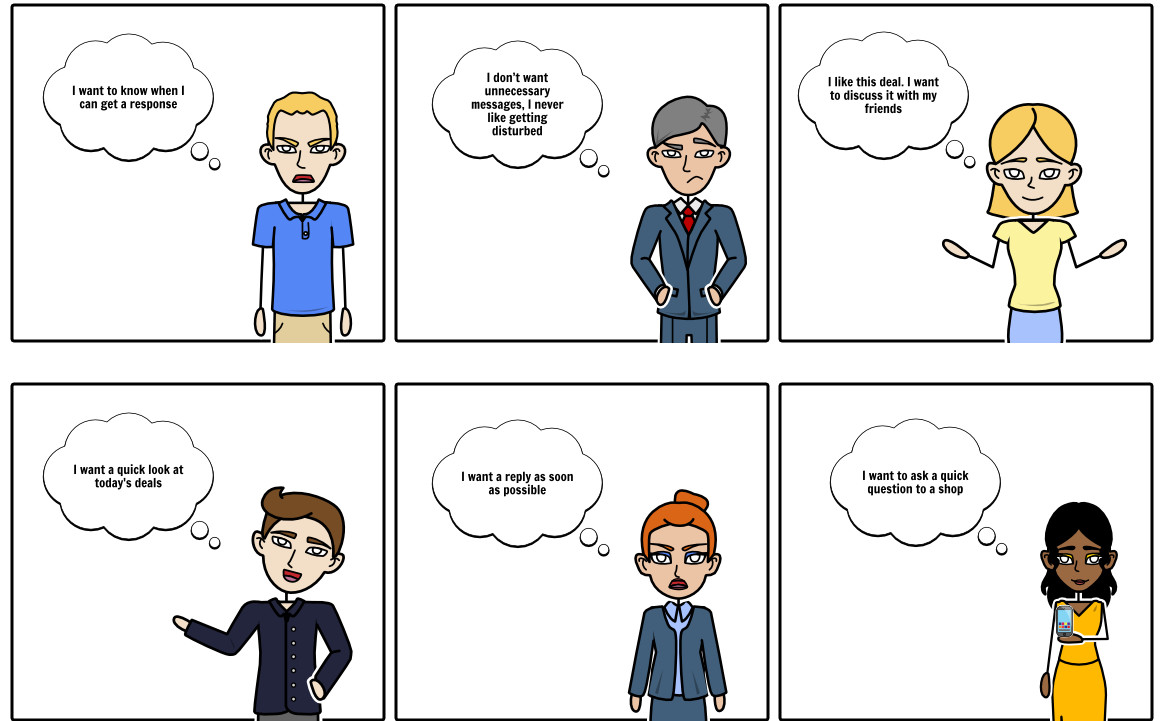 I want to know when I
can get a response
I don't want
unnecessary
messages, I never
like getting
disturbed
I like this deal. I want
to discuss it with my
friends
I want a quick look at
today's deals
I want a reply as soon
as possible
I want to ask a quick
question to a shop